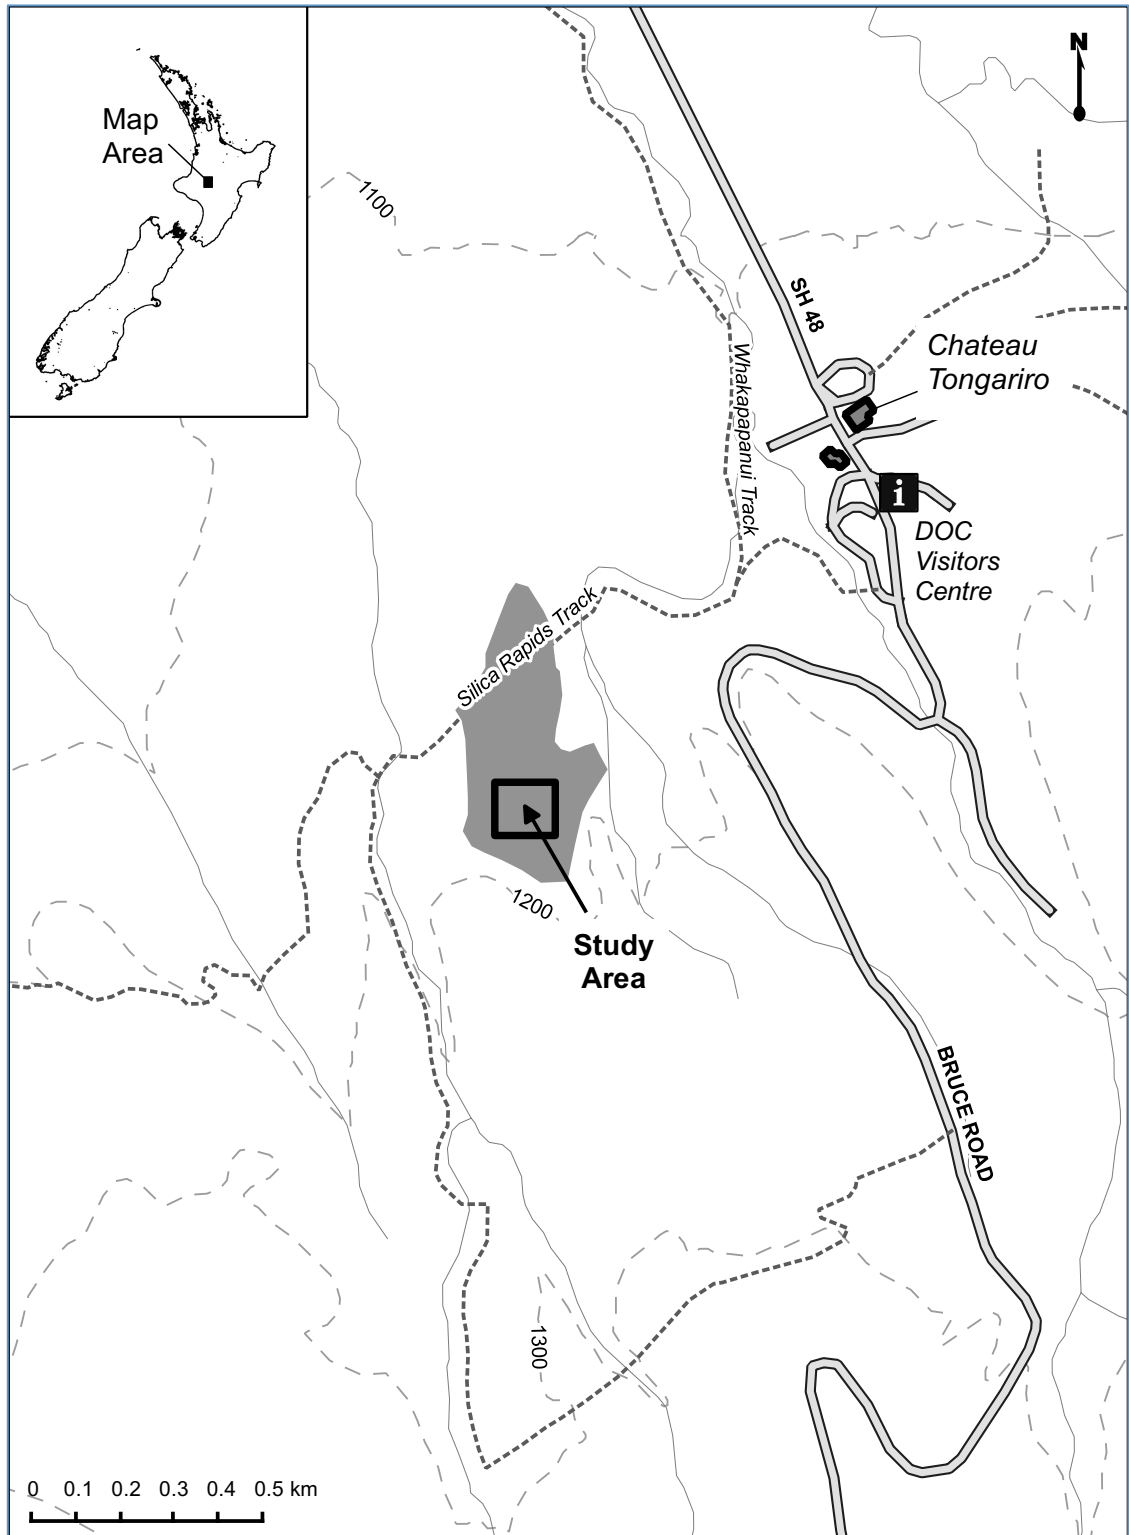 N
Map
Area
1100
SH 48
Chateau
Tongariro
Whakapapanui Track
i
DOC
Visitors
Centre
Silica Rapids Track
1200
Study
Area
BRUCE ROAD
1300
0 0.1 0.2 0.3 0.4 0.5 km